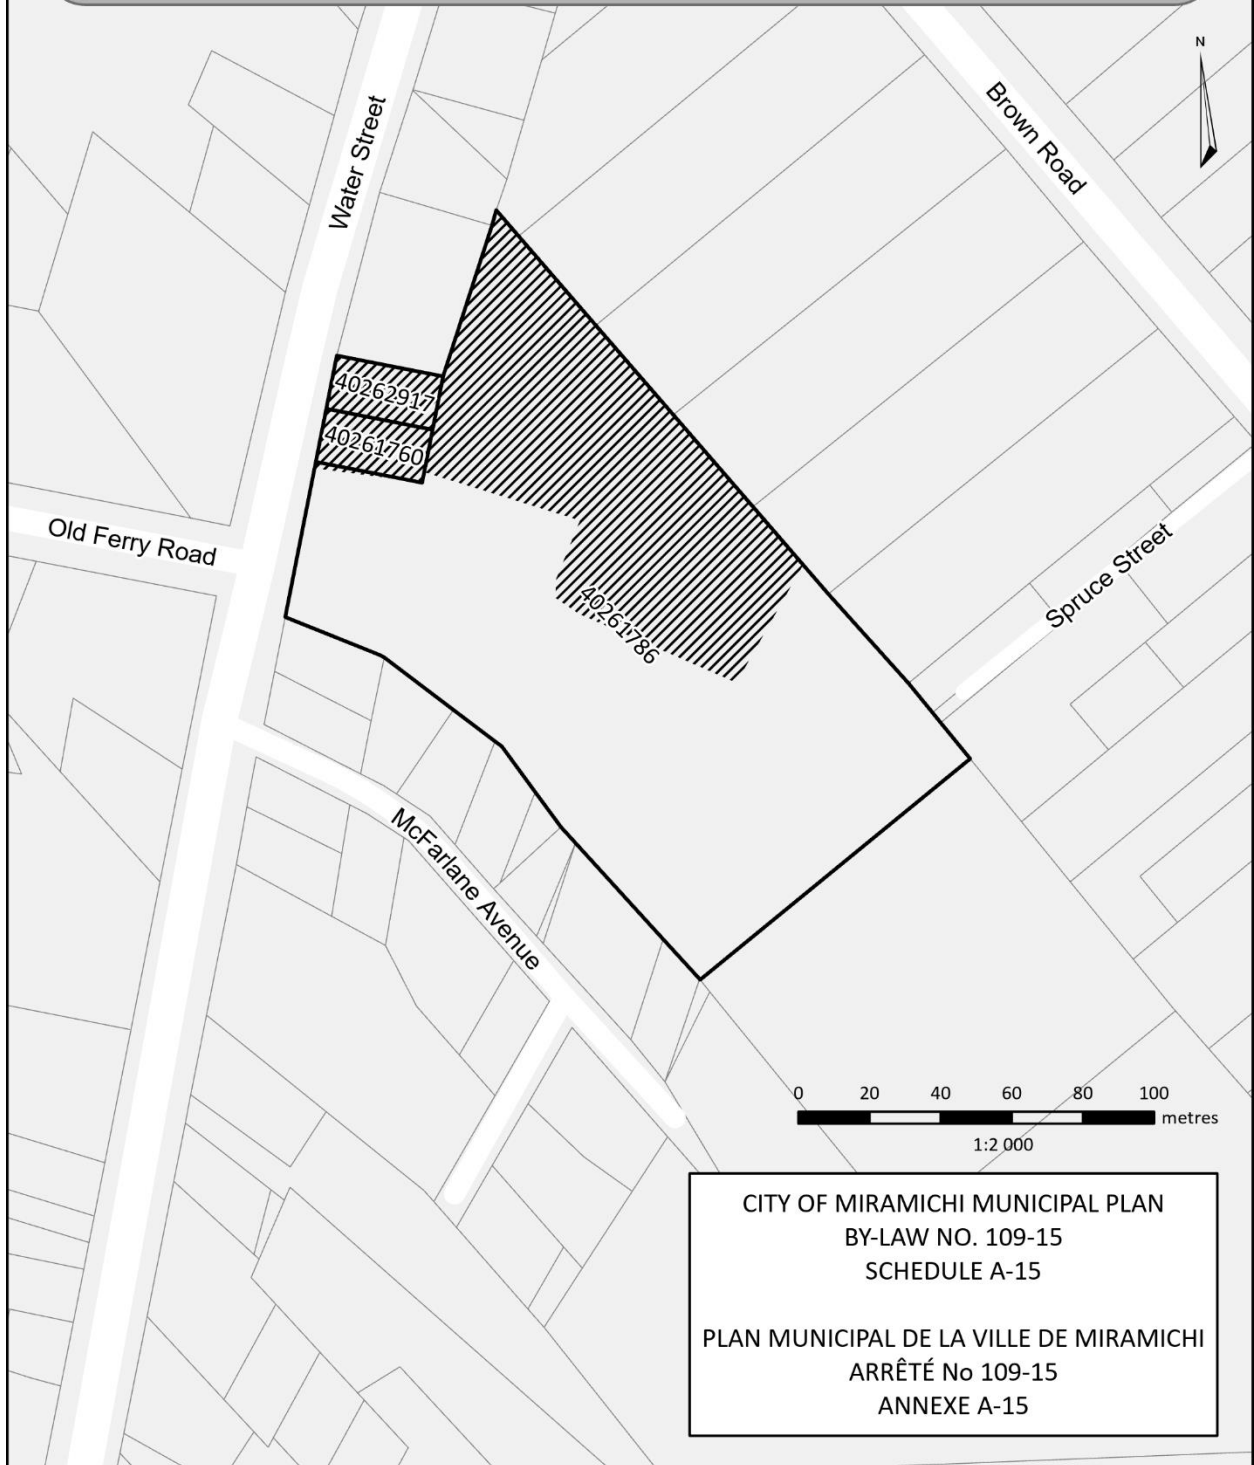 N
Brown Road
Water Street
40262917
40261760
Old Ferry Road
40261786
Spruce Street
McFarlane Avenue
0 20 40 60 80 100
metres
1:2 000
CITY OF MIRAMICHI MUNICIPAL PLAN
BY-LAW NO. 109-15
SCHEDULE A-15
PLAN MUNICIPAL DE LA VILLE DE MIRAMICHI
ARRÊTÉ No 109-15
ANNEXE A-15